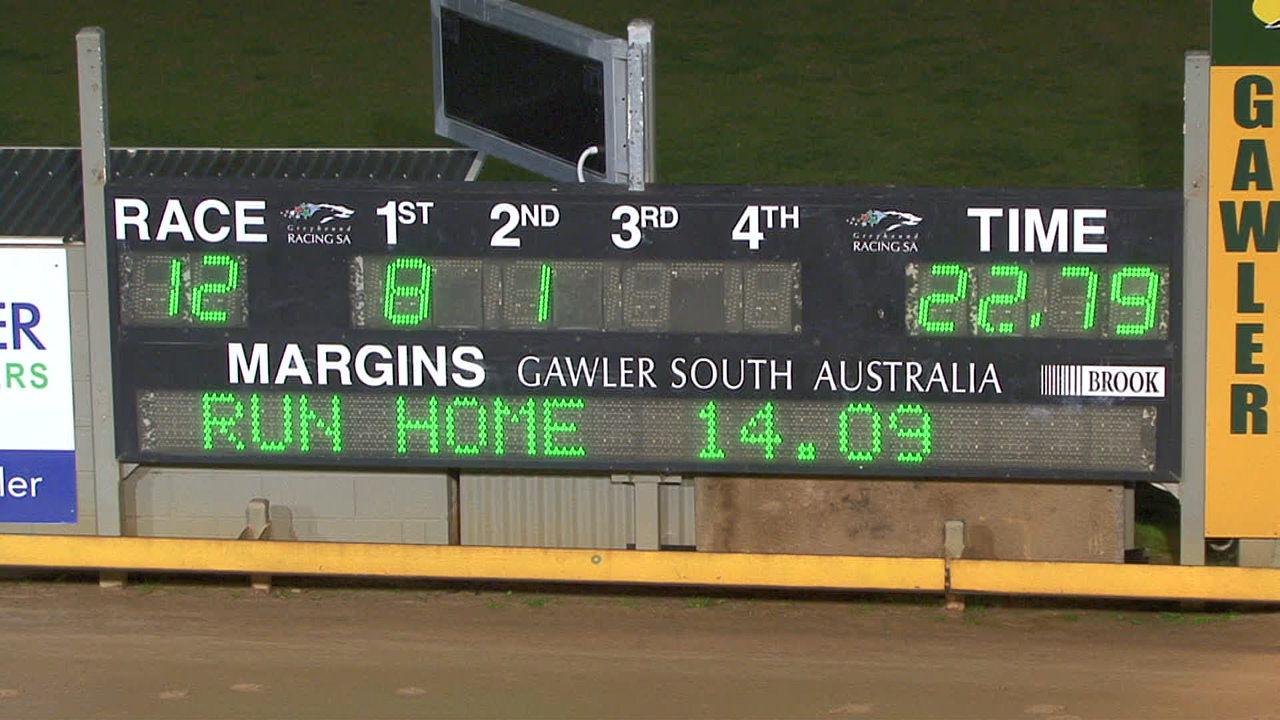 RACE
Greyhound
RACING SA
1ST 2ND 3RD 4TH
Greyhound
RACING SA
TIME
12 8 1 22.79
MARGINS GAWLER SOUTH AUSTRALIA BROOK
RUN HOME 14.09
GAWLER
ER
ERS
ler